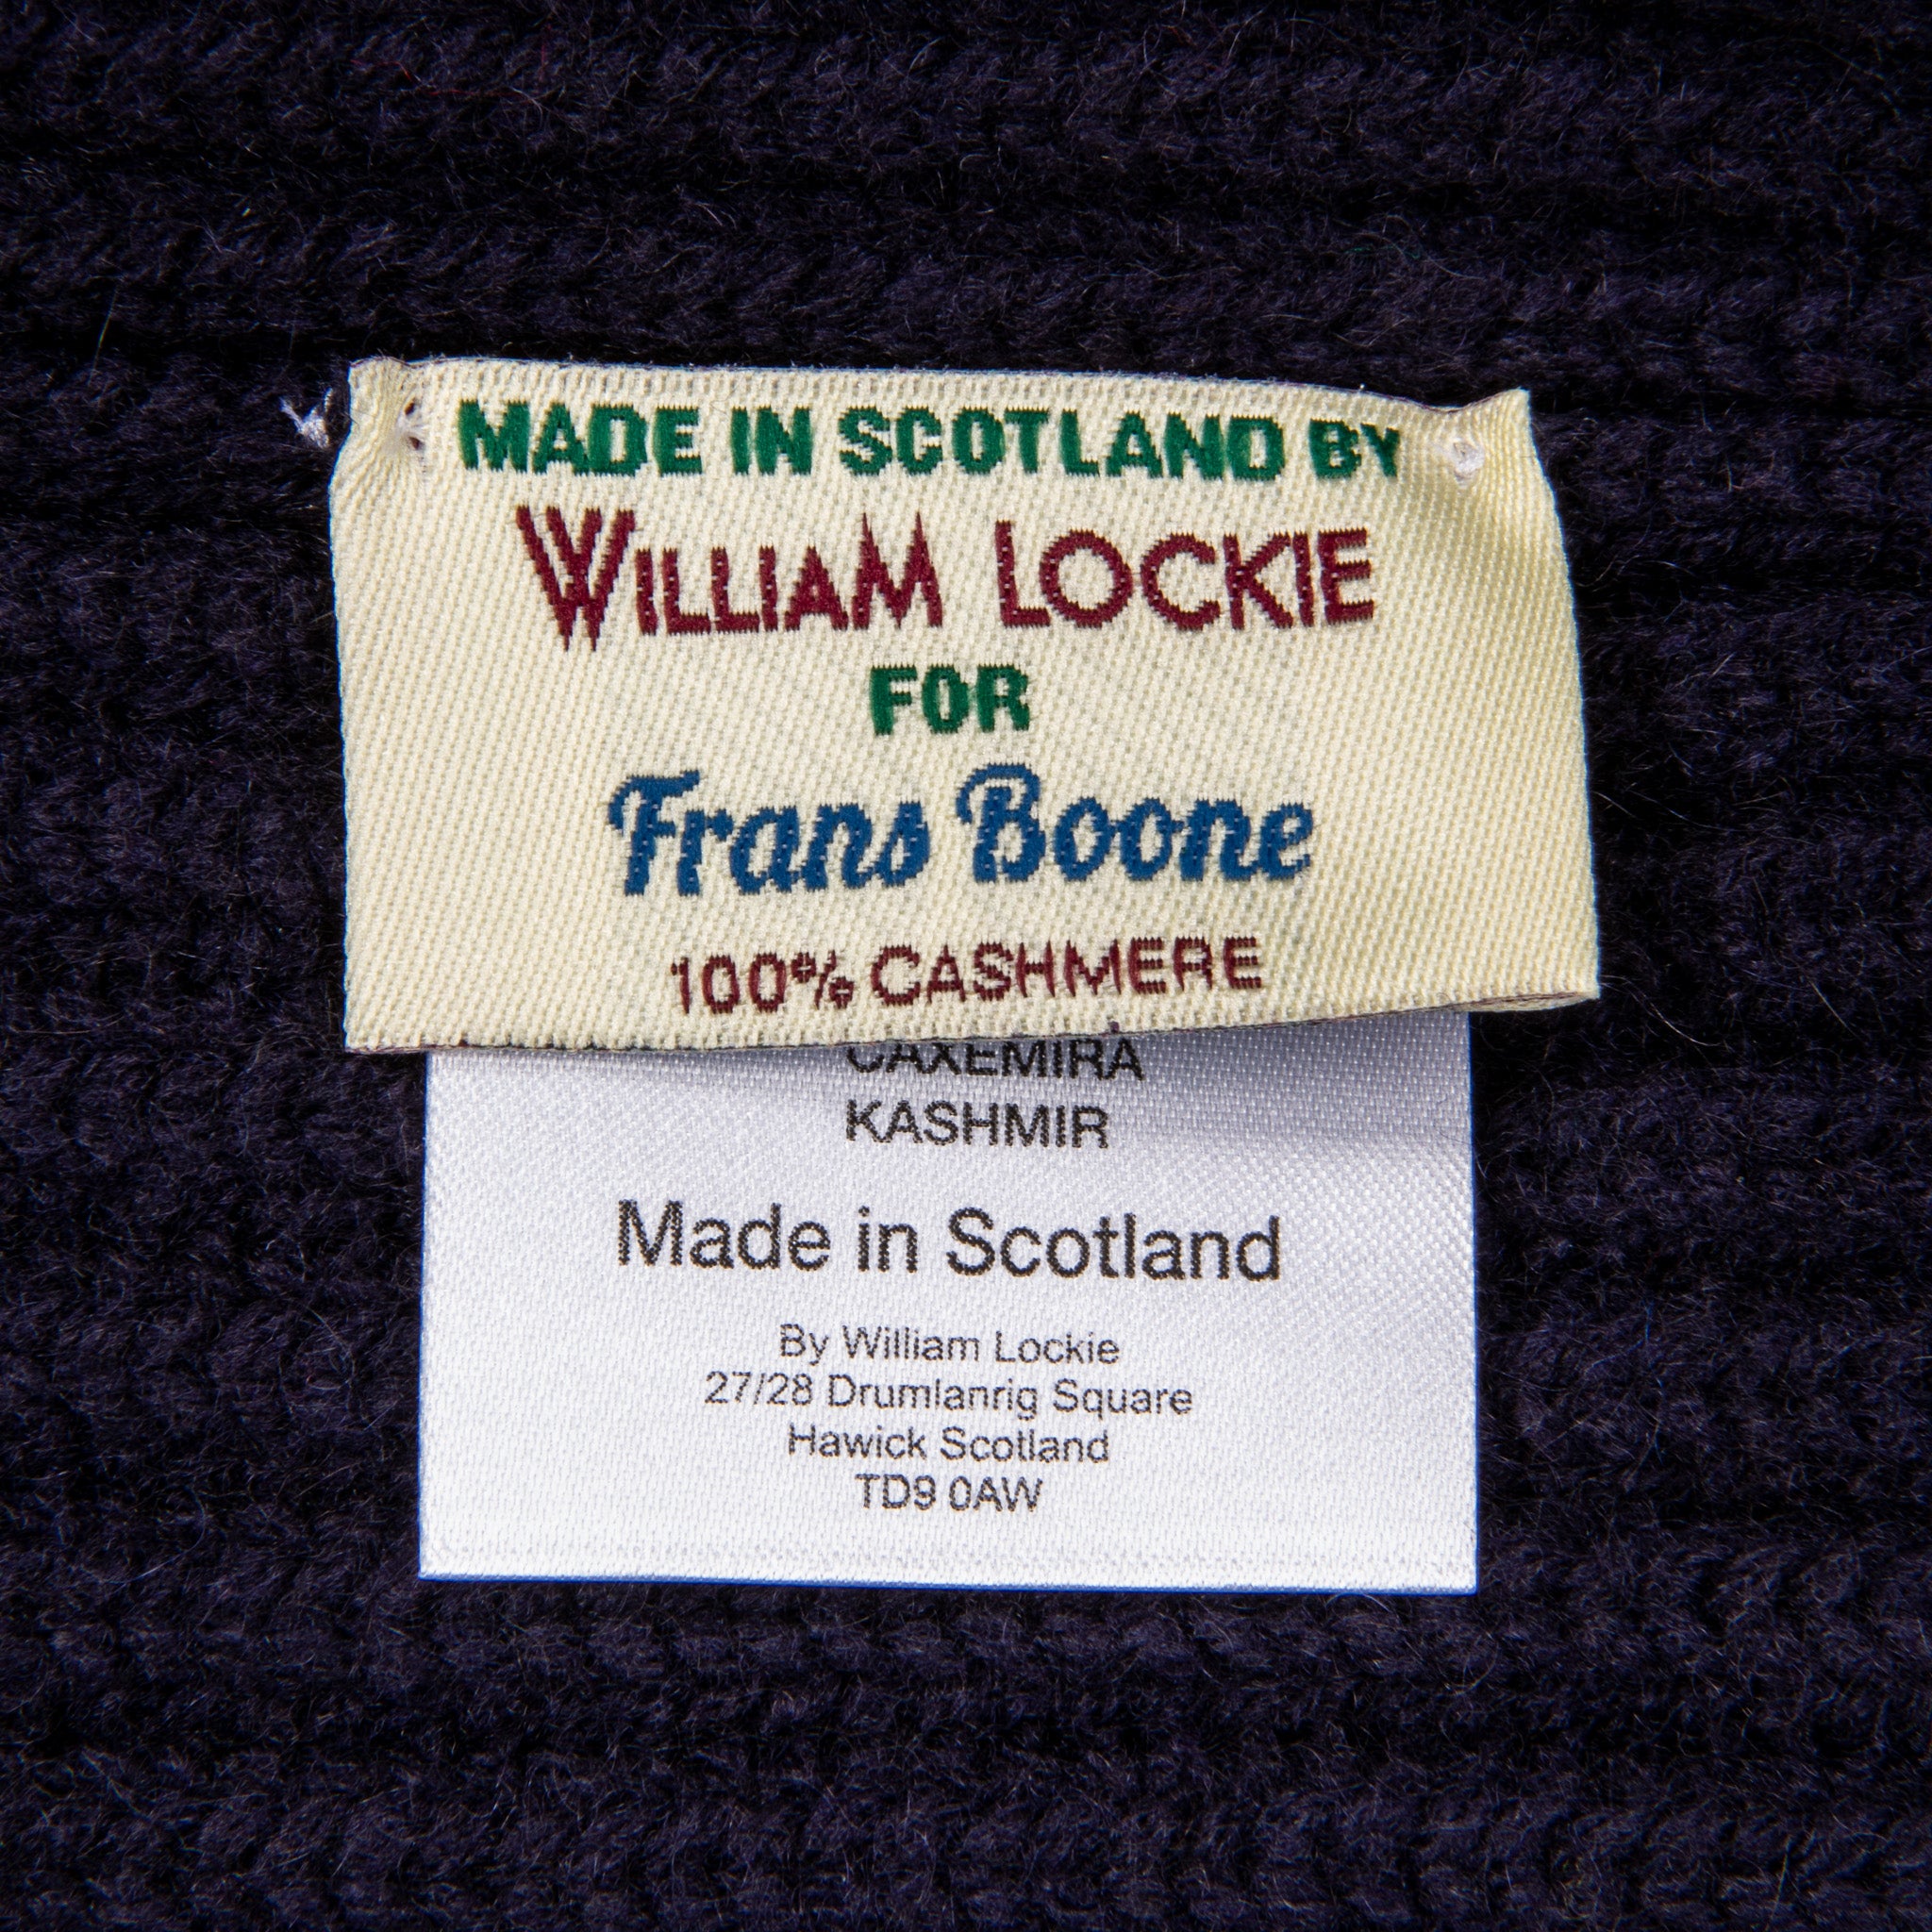 MADE IN SCOTLAND BY
WILLIAM LOCKIE
FOR
Frans Boone
100% CASHMERE
CAXEMIRA
KASHMIR
Made in Scotland
By William Lockie
27/28 Drumlanrig Square
Hawick Scotland
TD9 0AW